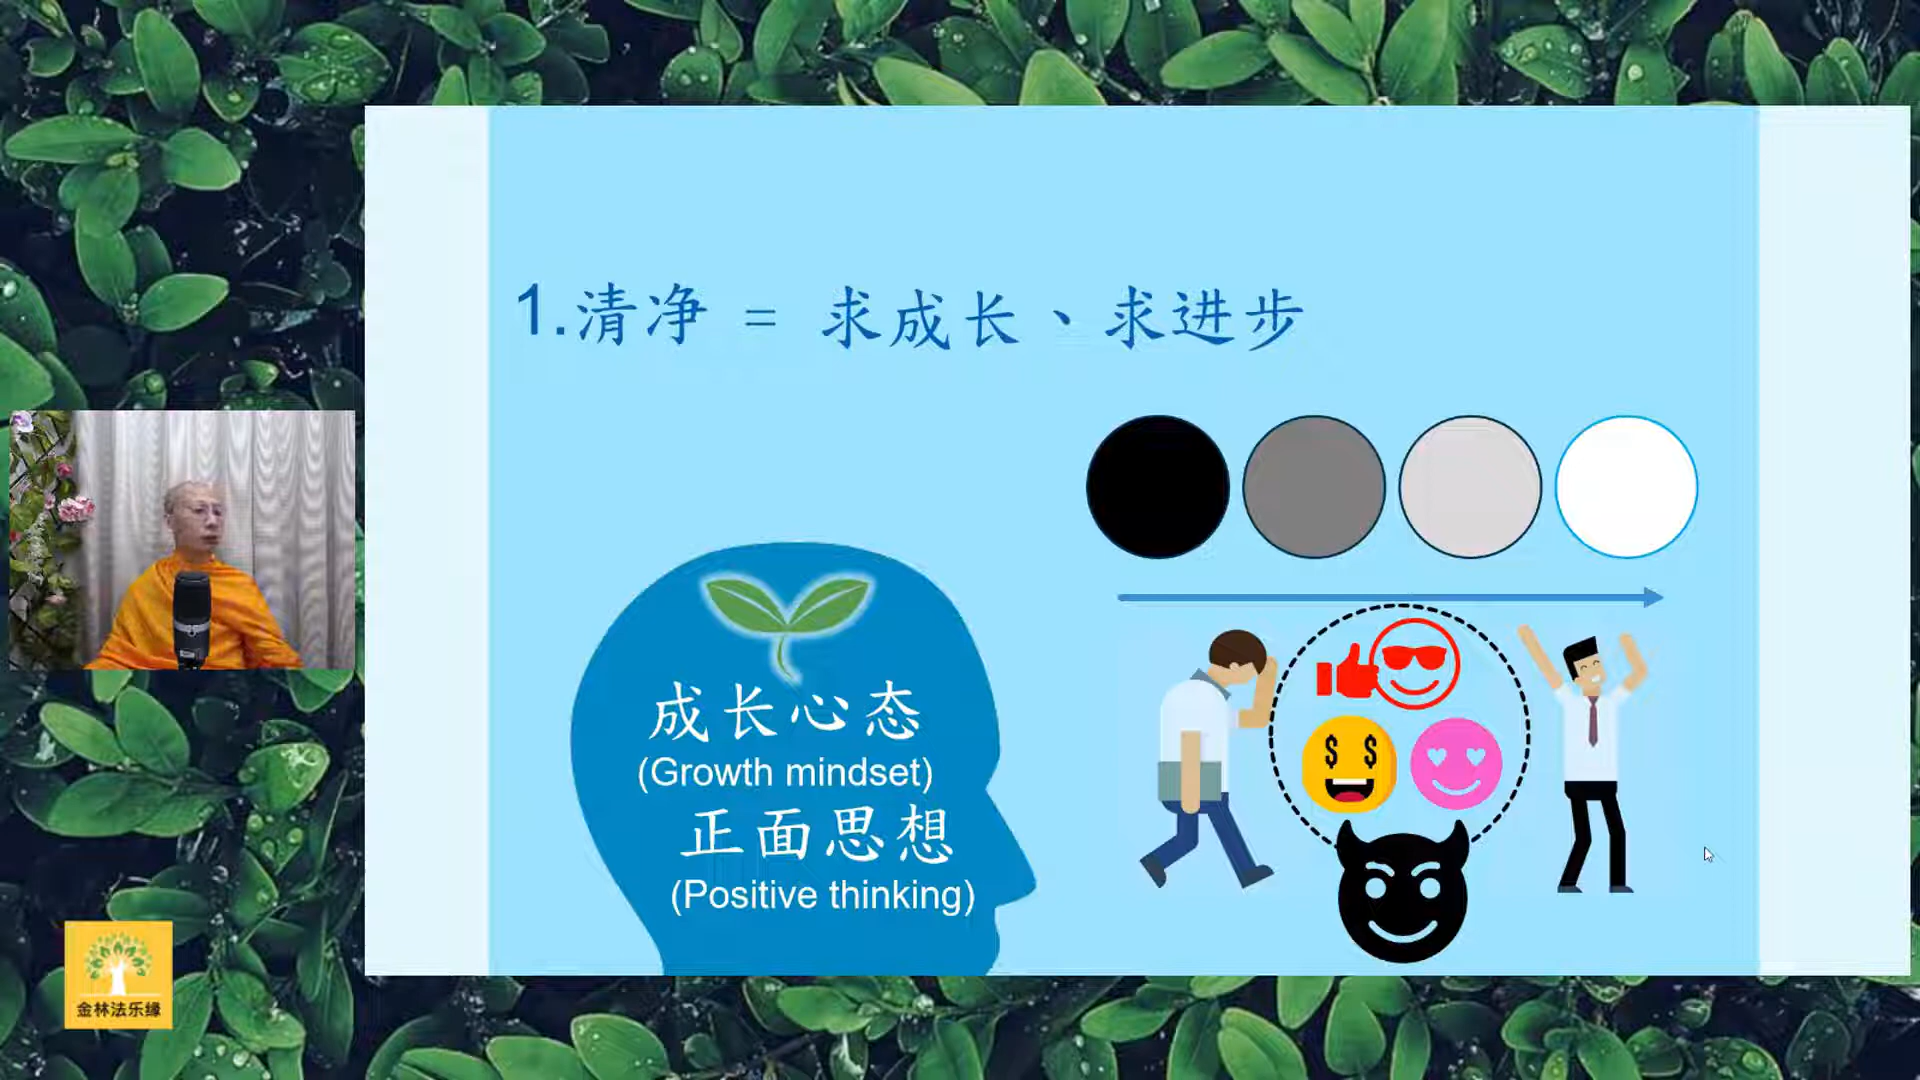 1.清净 = 求成长、求进步
成长心态
(Growth mindset)
正面思想
(Positive thinking)
$ $
金林法乐缘